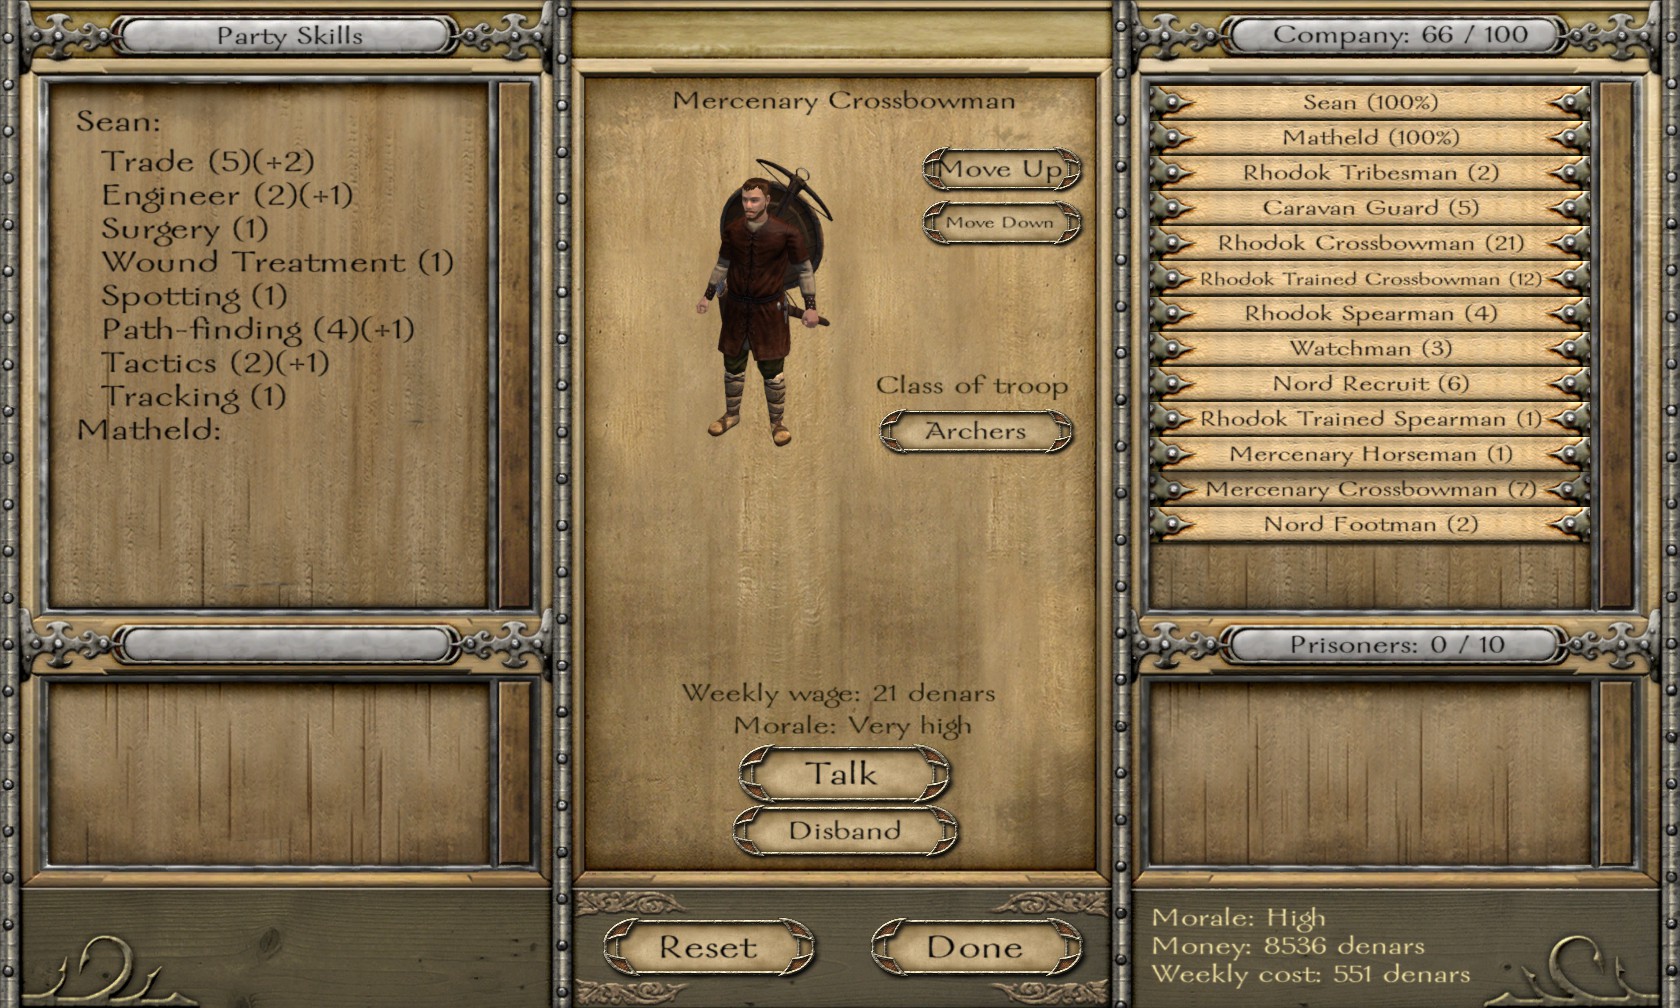 Party Skills
Sean:
Trade (5)(+2)
Engineer (2)(+1)
Surgery (1)
Wound Treatment (1)
Spotting (1)
Path-finding (4)(+1)
Tactics (2)(+1)
Tracking (1)
Matheld:
Mercenary Crossbowman
Move Up
Move Down
Class of troop
Archers
Weekly wage: 21 denars
Morale: Very high
Talk
Disband
Reset
Done
Company: 66 / 100
Sean (100%)
Matheld (100%)
Rhodok Tribesman (2)
Caravan Guard (5)
Rhodok Crossbowman (21)
Rhodok Trained Crossbowman (12)
Rhodok Spearman (4)
Watchman (3)
Nord Recruit (6)
Rhodok Trained Spearman (1)
Mercenary Horseman (1)
Mercenary Crossbowman (7)
Nord Footman (2)
Prisoners: 0 / 10
Morale: High
Money: 8536 denars
Weekly cost: 551 denars